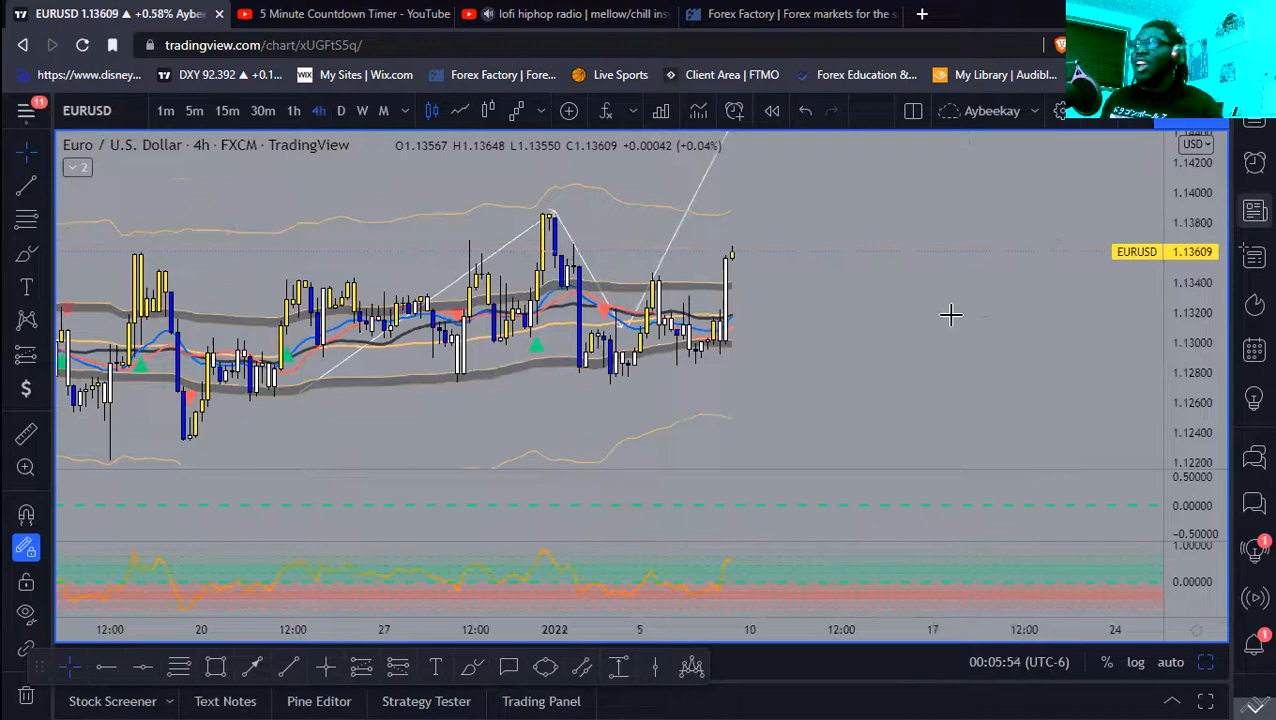 EURUSD 1.13609 ▲ +0.58% Aybe
5 Minute Countdown Timer - YouTube
lofi hiphop radio | mellow/chill ins
Forex Factory | Forex markets for the s
tradingview.com/chart/xUGFtS5q/
https://www.disney...
DXY 92.392 ▲ +0.1...
WIX My Sites | Wix.com
Forex Factory | Fore...
Live Sports
Client Area | FTMO
Forex Education &...
My Library | Audibl...
11
EURUSD
1m 5m 15m 30m 1h 4h D W M
Aybeekay
Euro / U.S. Dollar · 4h · FXCM · TradingView
O1.13567 H1.13648 L1.13550 C1.13609 +0.00042 (+0.04%)
2
USD
1.14200
1.14000
1.13800
EURUSD 1.13609
1.13400
1.13200
1.13000
1.12800
1.12600
1.12400
1.12200
0.50000
0.00000
-0.50000
1.00000
0.00000
1
1
12:00 20 12:00 27 12:00 2022 5 10 12:00 17 12:00 24
00:05:54 (UTC-6)
% log auto
Stock Screener
Text Notes
Pine Editor
Strategy Tester
Trading Panel